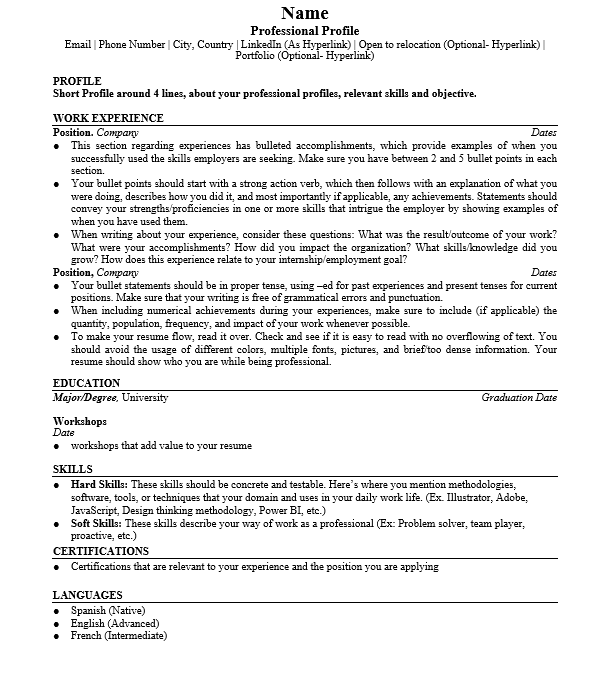 Name
Professional Profile
Email | Phone Number | City, Country | LinkedIn (As Hyperlink) | Open to relocation (Optional- Hyperlink) |
Portfolio (Optional- Hyperlink)
PROFILE
Short Profile around 4 lines, about your professional profiles, relevant skills and objective.
WORK EXPERIENCE
Position. Company Dates
● This section regarding experiences has bulleted accomplishments, which provide examples of when you
successfully used the skills employers are seeking. Make sure you have between 2 and 5 bullet points in each
section.
● Your bullet points should start with a strong action verb, which then follows with an explanation of what you
were doing, describes how you did it, and most importantly if applicable, any achievements. Statements should
convey your strengths/proficiencies in one or more skills that intrigue the employer by showing examples of
when you have used them.
● When writing about your experience, consider these questions: What was the result/outcome of your work?
What were your accomplishments? How did you impact the organization? What skills/knowledge did you
grow? How does this experience relate to your internship/employment goal?
Position, Company Dates
● Your bullet statements should be in proper tense, using –ed for past experiences and present tenses for current
positions. Make sure that your writing is free of grammatical errors and punctuation.
● When including numerical achievements during your experiences, make sure to include (if applicable) the
quantity, population, frequency, and impact of your work whenever possible.
● To make your resume flow, read it over. Check and see if it is easy to read with no overflowing of text. You
should avoid the usage of different colors, multiple fonts, pictures, and brief/too dense information. Your
resume should show who you are while being professional.
EDUCATION
Major/Degree, University Graduation Date
Workshops
Date
● workshops that add value to your resume
SKILLS
● Hard Skills: These skills should be concrete and testable. Here’s where you mention methodologies,
software, tools, or techniques that your domain and uses in your daily work life. (Ex. Illustrator, Adobe,
JavaScript, Design thinking methodology, Power BI, etc.)
● Soft Skills: These skills describe your way of work as a professional (Ex: Problem solver, team player,
proactive, etc.)
CERTIFICATIONS
● Certifications that are relevant to your experience and the position you are applying
LANGUAGES
● Spanish (Native)
● English (Advanced)
● French (Intermediate)